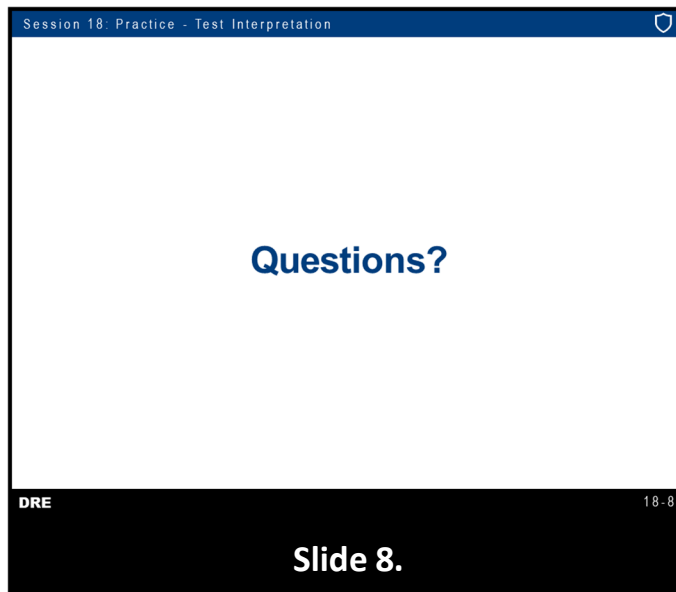 Session 18: Practice - Test Interpretation
Questions?
DRE
18-8
Slide 8.